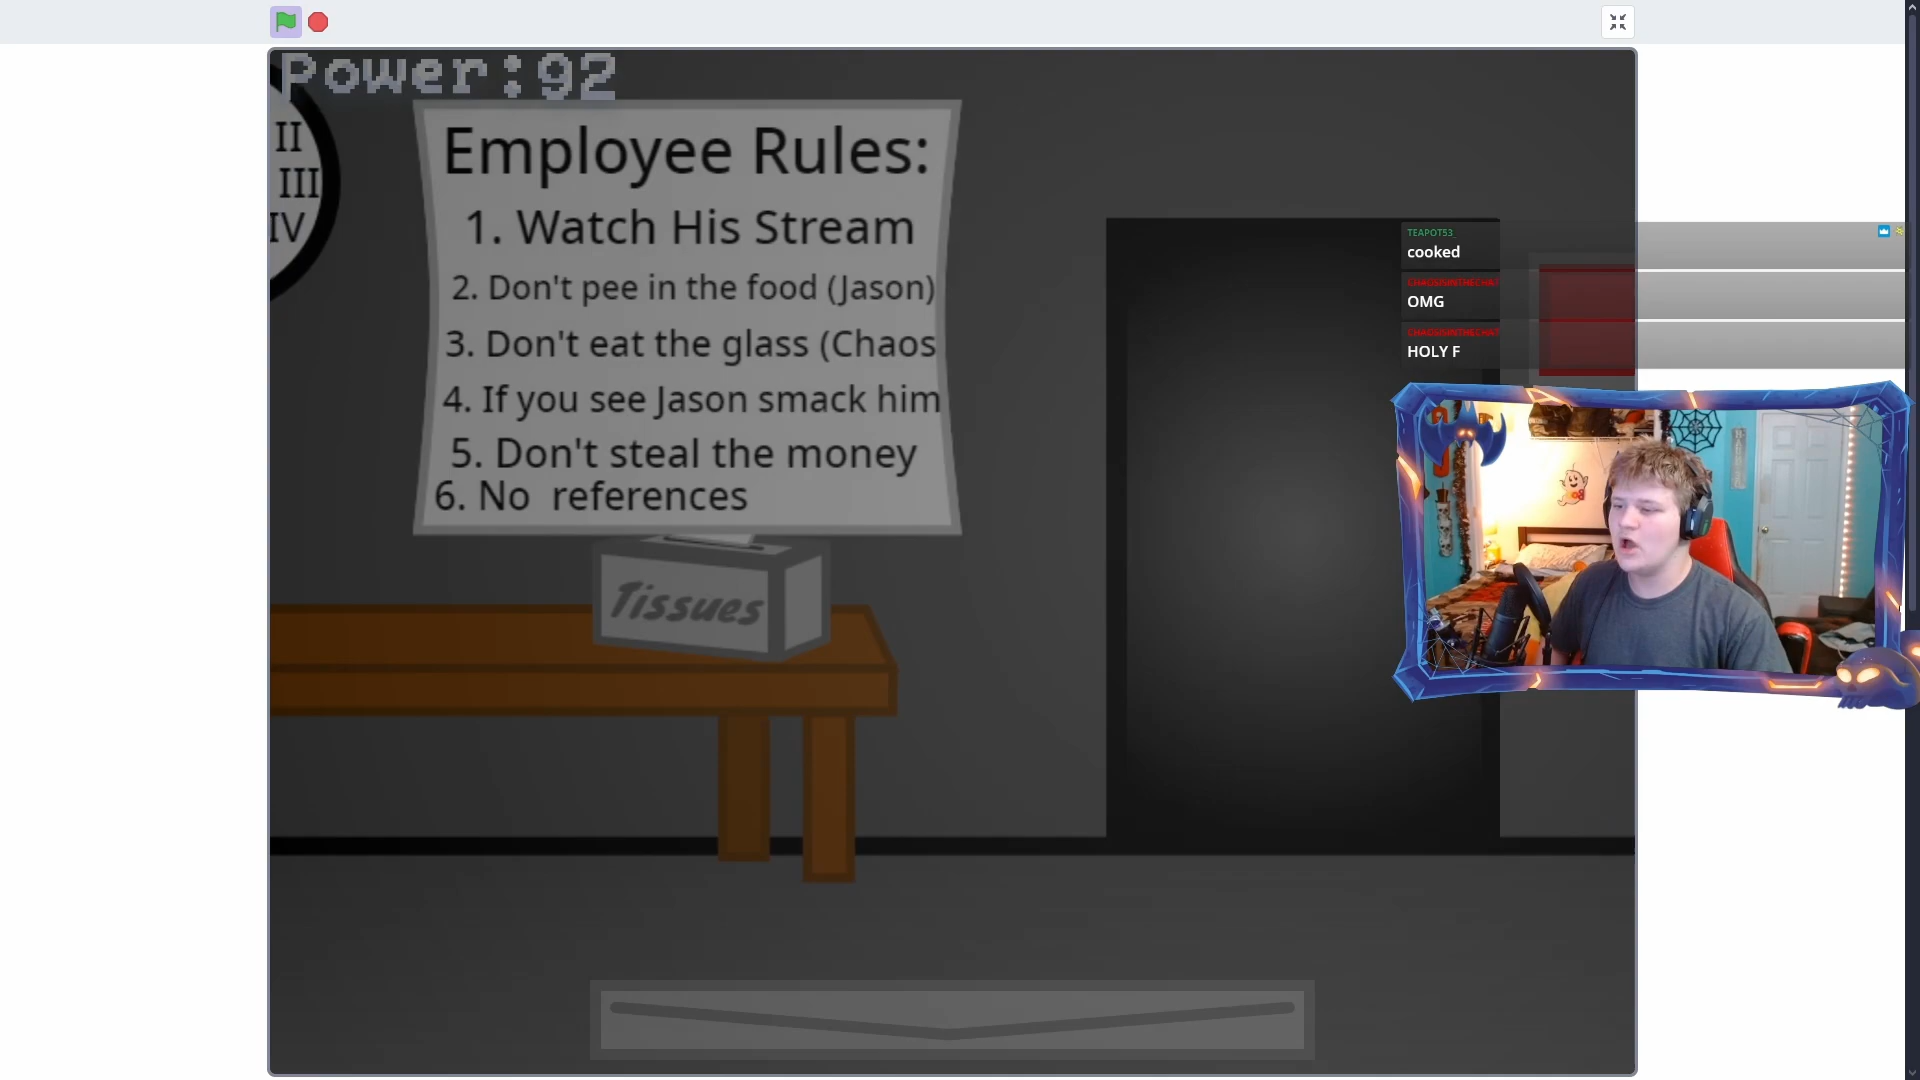 Power:92
II
III
IV
Employee Rules:
1. Watch His Stream
2. Don't pee in the food (Jason)
3. Don't eat the glass (Chaos
4. If you see Jason smack him
5. Don't steal the money
6. No  references
Tissues
TEAPOT53
cooked
CHAOSISINTHECHAT
OMG
CHAOSISINTHECHAT
HOLY F